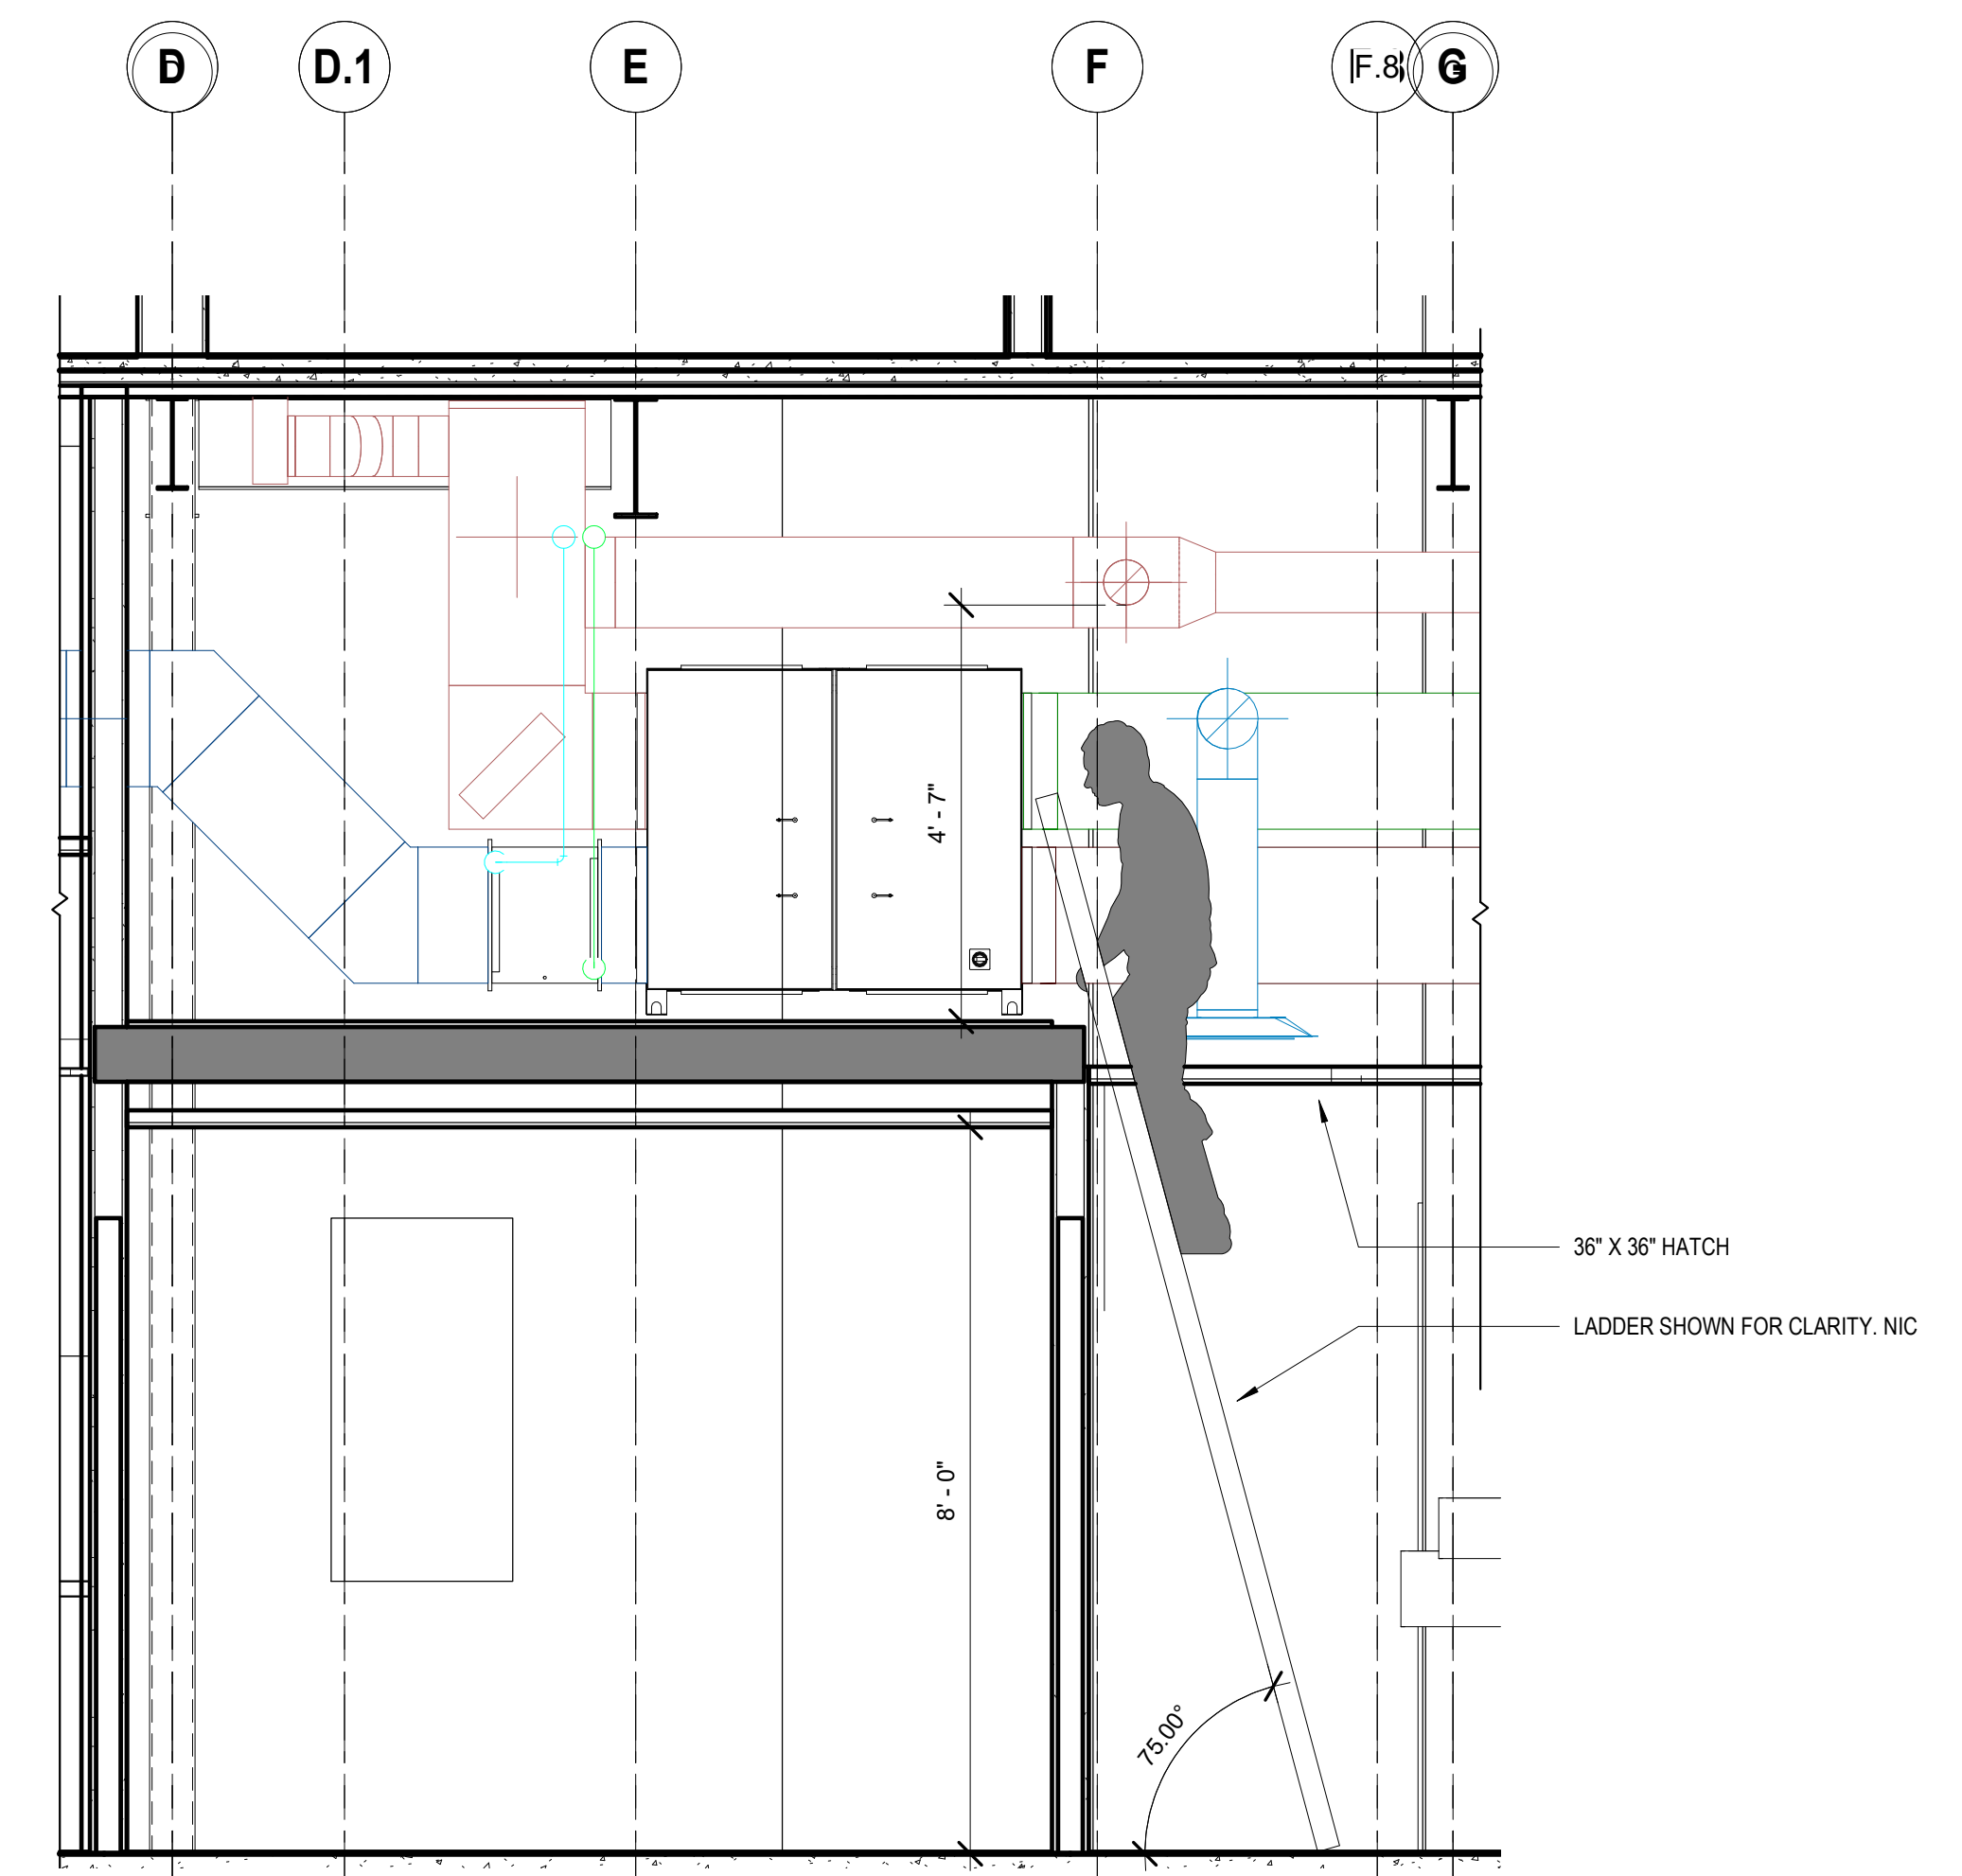 D
D.1
E
F
F.8
G
4' - 7"
36" X 36" HATCH
LADDER SHOWN FOR CLARITY. NIC
8' - 0"
75.00°